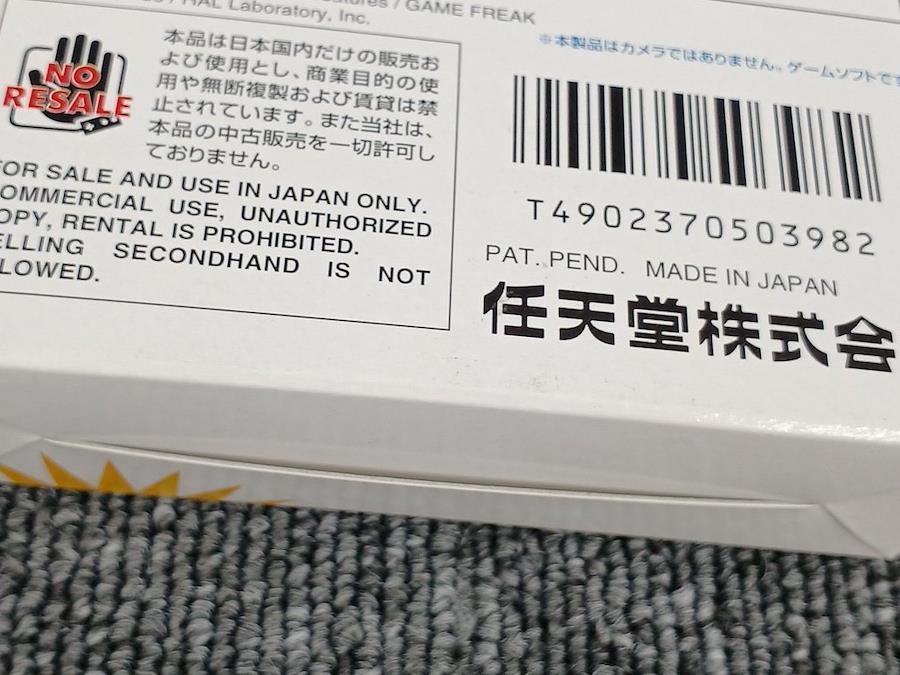 / HAL Laboratory, Inc.
/ GAME FREAK
NO
RESALE
本品は日本国内だけの販売お
よび使用とし、商業目的の使
用や無断複製および賃貸は禁
止されています。また当社は、
本品の中古販売を一切許可し
ておりません。
FOR SALE AND USE IN JAPAN ONLY.
COMMERCIAL USE, UNAUTHORIZED
OPY, RENTAL IS PROHIBITED.
ELLING SECONDHAND IS NOT
LOWED.
※本製品はカメラではありません。ゲームソフトです
T4902370503982
PAT. PEND. MADE IN JAPAN
任天堂株式会